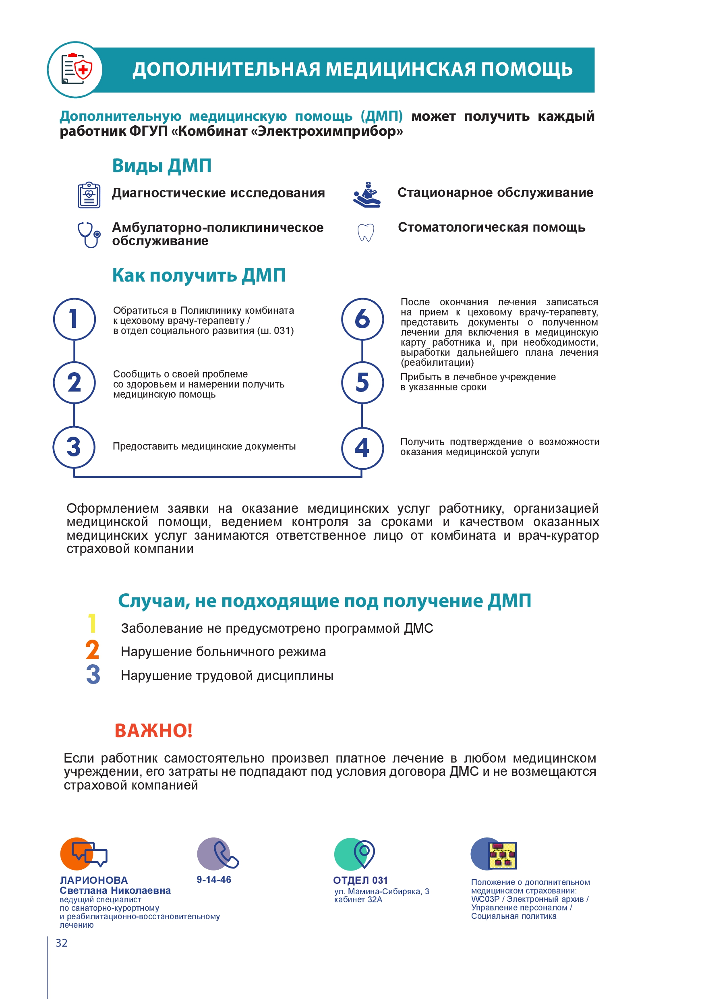 ДОПОЛНИТЕЛЬНАЯ МЕДИЦИНСКАЯ ПОМОЩЬ
Дополнительную медицинскую помощь (ДМП) может получить каждый
работник ФГУП «Комбинат «Электрохимприбор»
Виды ДМП
Диагностические исследования
Амбулаторно-поликлиническое
обслуживание
Стационарное обслуживание
Стоматологическая помощь
Как получить ДМП
1
Обратиться в Поликлинику комбината
к цеховому врачу-терапевту /
в отдел социального развития (ш. 031)
2
Сообщить о своей проблеме
со здоровьем и намерении получить
медицинскую помощь
3
Предоставить медицинские документы
4
Получить подтверждение о возможности
оказания медицинской услуги
5
Прибыть в лечебное учреждение
в указанные сроки
6
После окончания лечения записаться
на прием к цеховому врачу-терапевту,
представить документы о полученном
лечении для включения в медицинскую
карту работника и, при необходимости,
выработки дальнейшего плана лечения
(реабилитации)
Оформлением заявки на оказание медицинских услуг работнику, организацией
медицинской помощи, ведением контроля за сроками и качеством оказанных
медицинских услуг занимаются ответственное лицо от комбината и врач-куратор
страховой компании
Случаи, не подходящие под получение ДМП
1 Заболевание не предусмотрено программой ДМС
2 Нарушение больничного режима
3 Нарушение трудовой дисциплины
ВАЖНО!
Если работник самостоятельно произвел платное лечение в любом медицинском
учреждении, его затраты не подпадают под условия договора ДМС и не возмещаются
страховой компанией
ЛАРИОНОВА
Светлана Николаевна
ведущий специалист
по санаторно-курортному
и реабилитационно-восстановительному
лечению
9-14-46
ОТДЕЛ 031
ул. Мамина-Сибиряка, 3
кабинет 32А
Положение о дополнительном
медицинском страховании:
WC03P / Электронный архив /
Управление персоналом /
Социальная политика
32